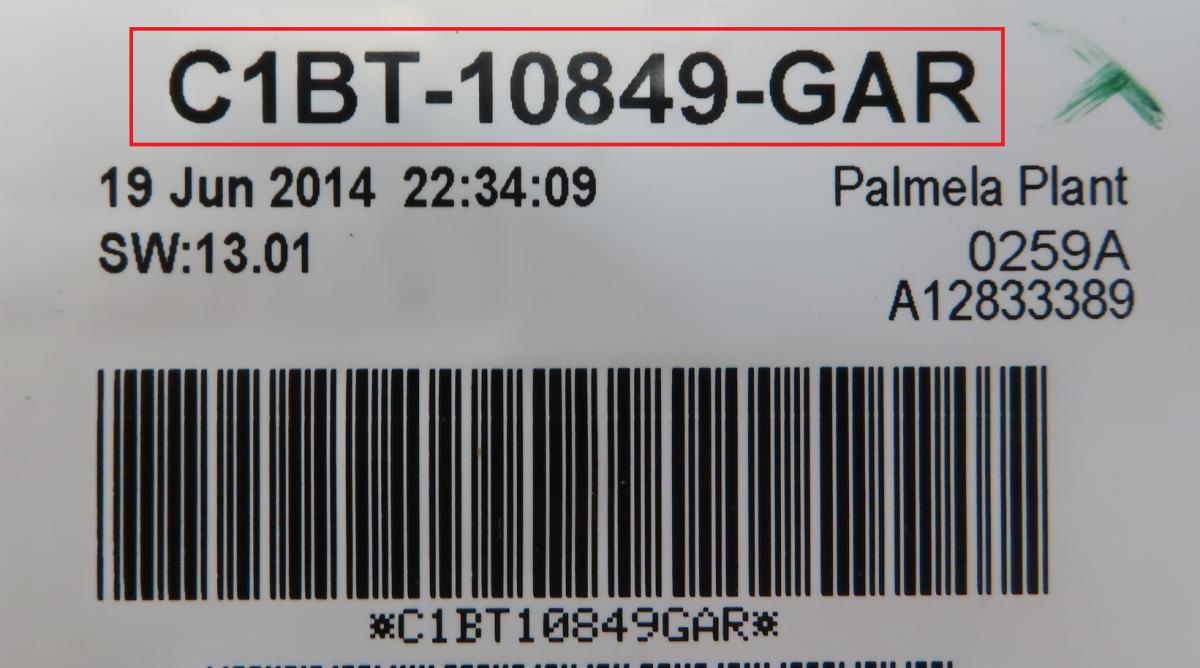 C1BT-10849-GAR
19 Jun 2014 22:34:09
Palmela Plant
SW:13.01
0259A
A12833389
*C1BT10849GAR*